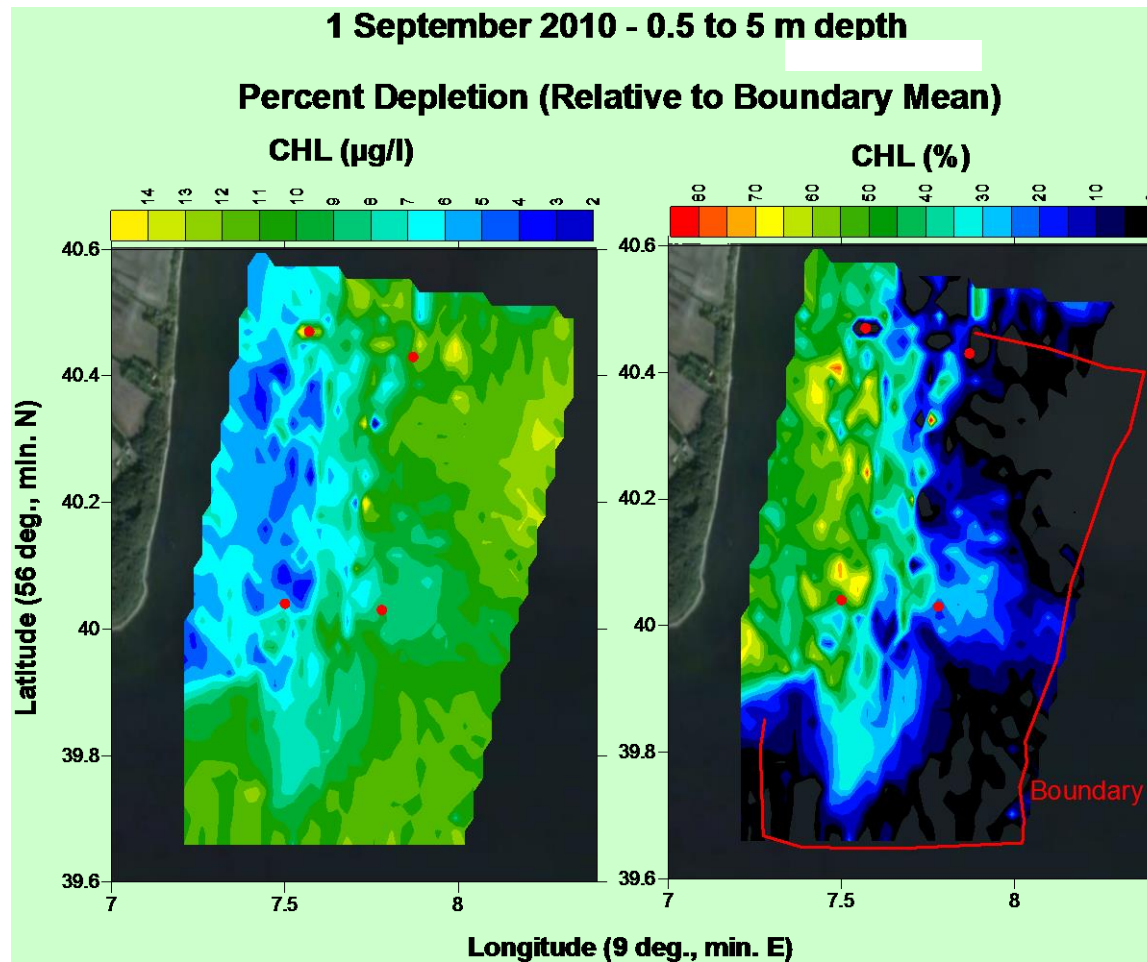 1 September 2010 - 0.5 to 5 m depth
Percent Depletion (Relative to Boundary Mean)
CHL (µg/l)
CHL (%)
14 13 12 11 10 9 8 7 6 5 4 3 2
80 70 60 50 40 30 20 10
40.6
40.4
40.2
40
39.8
39.6
7 7.5 8
40.6
40.4
40.2
40
39.8
39.6
7 7.5 8
Boundary
Latitude (56 deg., min. N)
Longitude (9 deg., min. E)